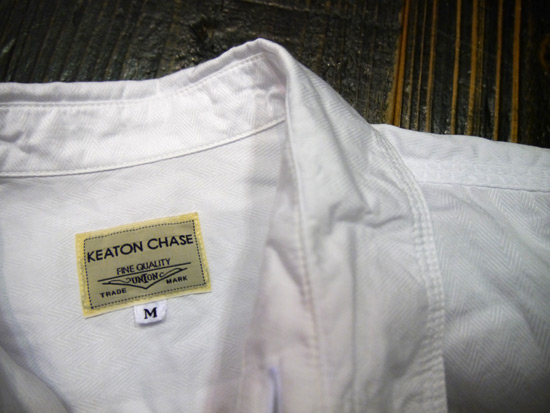 KEATON CHASE
FINE QUALITY
UNION
TRADE MARK
M